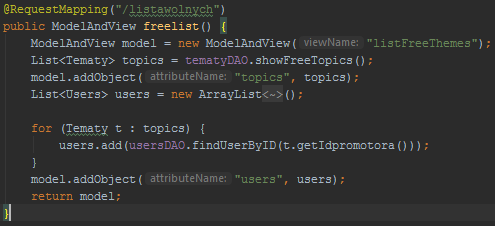 @RequestMapping("/listawolnych")
public ModelAndView freelist() {
ModelAndView model = new ModelAndView( viewName: "listFreeThemes");
List<Tematy> topics = tematyDAO.showFreeTopics();
model.addObject( attributeName: "topics", topics);
List<Users> users = new ArrayList<~>();
for (Tematy t : topics) {
users.add(usersDAO.findUserByID(t.getIdpromotora()));
}
model.addObject( attributeName: "users", users);
return model;
}